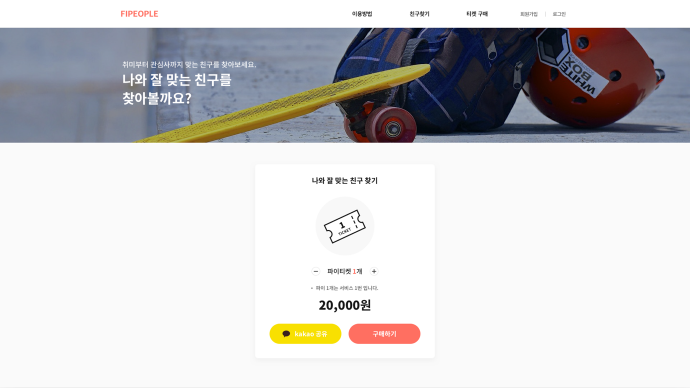 FIPEOPLE
이용방법 친구찾기 티켓 구매 회원가입 로그인
취미부터 관심사까지 맞는 친구를 찾아보세요.
나와 잘 맞는 친구를
찾아볼까요?
WHITE BOX
나와 잘 맞는 친구 찾기
1
TICKET
− 파이티켓 1개 +
파이 1개는 서비스 1번 입니다.
20,000원
kakao 공유 구매하기